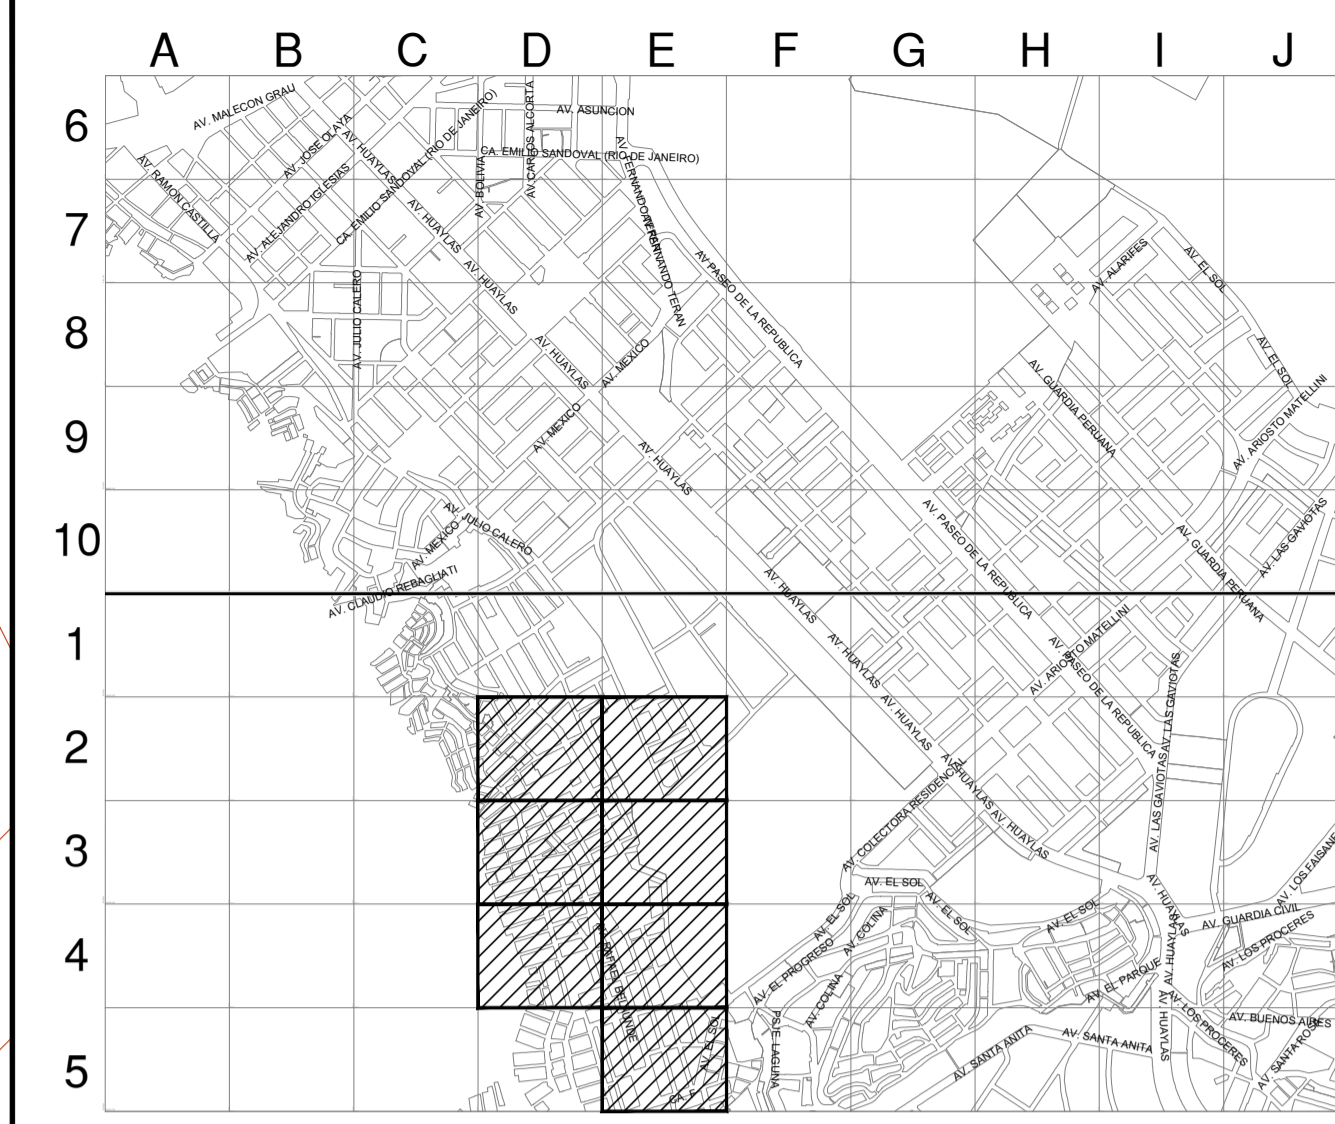 A B C D E F G H I J
6
AV. MALECON GRAU
AV. JOSE OLAYA
AV. HUAYLAS
CA. EMILIO SANDOVAL (RIO DE JANEIRO)
AV. CARLOS ALCORTA
AV. ASUNCION
CA. EMILIO SANDOVAL (RIO DE JANEIRO)
AV. RAMON CASTILLA
AV. ALEJANDRO IGLESIAS
AV. BOLIVIA
7
AV. HUAYLAS
AV. HUAYLAS
AV. FERNANDO TERAN
AV. FERNANDO TERAN
AV PASEO DE LA REPUBLICA
AV. ALARIFES
AV. EL SOL
8
AV. JULIO CALERO
AV. HUAYLAS
AV. MEXICO
AV. GUARDIA PERUANA
AV. EL SOL
AV. ARIOSTO MATELLINI
9
AV. MEXICO
AV. HUAYLAS
10
AV. JULIO CALERO
AV. MEXICO
AV. CLAUDIO REBAGLIATI
AV. HUAYLAS
AV. PASEO DE LA REPUBLICA
AV. GUARDIA PERUANA
AV. LAS GAVIOTAS
1
AV. HUAYLAS
AV. ARIOSTO MATELLINI
AV. PASEO DE LA REPUBLICA
AV. LAS GAVIOTAS
2
AV. HUAYLAS
AV. HUAYLAS
AV. HUAYLAS
AV. LAS GAVIOTAS
3
AV. COLECTORA RESIDENCIAL
AV. EL SOL
AV. LOS FAISANE
4
AV. EL SOL
AV. COLINA
AV. EL SOL
AV. EL SOL
AV. HUAYLAS
AV. HUAYLAS
AV. GUARDIA CIVIL
AV. LOS PROCERES
AV. EL PROGRESO
AV. COLINA
AV. EL PARQUE
RAFAEL BELAUNDE
5
AV. EL SOL
CA. E
PSJE. LAGUNA
AV. SANTA ANITA
AV. SANTA ANITA
AV. HUAYLAS
AV. LOS PROCERES
AV. BUENOS AIRES
AV. SANTA ROSA